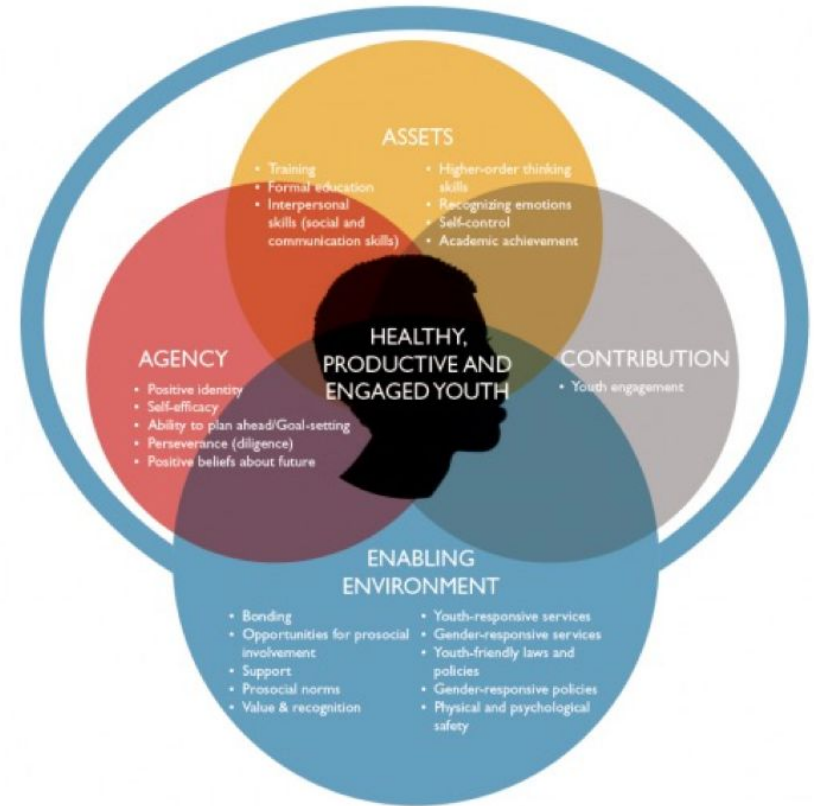 ASSETS
• Training
• Formal education
• Interpersonal
skills (social and
communication skills)
• Higher-order thinking
skills
• Recognizing emotions
• Self-control
• Academic achievement
HEALTHY,
PRODUCTIVE AND
ENGAGED YOUTH
AGENCY
• Positive identity
• Self-efficacy
• Ability to plan ahead/Goal-setting
• Perseverance (diligence)
• Positive beliefs about future
CONTRIBUTION
• Youth engagement
ENABLING
ENVIRONMENT
• Bonding
• Opportunities for prosocial
involvement
• Support
• Prosocial norms
• Value & recognition
• Youth-responsive services
• Gender-responsive services
• Youth-friendly laws and
policies
• Gender-responsive policies
• Physical and psychological
safety